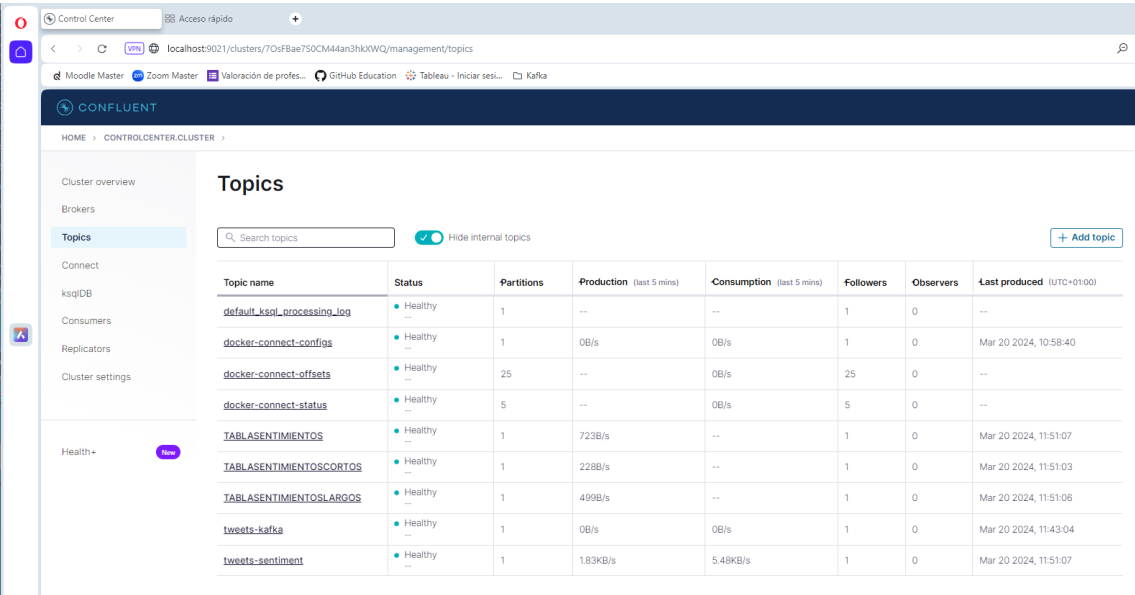 Control Center
Acceso rápido
VPN localhost:9021/clusters/7OsFBae7S0CM44an3hkXWQ/management/topics
Moodle Master Zoom Master Valoración de profes... GitHub Education Tableau - Iniciar sesi... Kafka
CONFLUENT
HOME > CONTROLCENTER.CLUSTER >
Cluster overview
Brokers
Topics
Connect
ksqlDB
Consumers
Replicators
Cluster settings
Health+ New
Topics
Search topics Hide internal topics + Add topic
Topic name Status Partitions Production (last 5 mins) Consumption (last 5 mins) Followers Observers Last produced (UTC+01:00)
default_ksql_processing_log Healthy -- 1 -- -- 1 0 --
docker-connect-configs Healthy -- 1 0B/s 0B/s 1 0 Mar 20 2024, 10:58:40
docker-connect-offsets Healthy -- 25 -- 0B/s 25 0 --
docker-connect-status Healthy -- 5 -- 0B/s 5 0 --
TABLASENTIMIENTOS Healthy -- 1 723B/s -- 1 0 Mar 20 2024, 11:51:07
TABLASENTIMIENTOSCORTOS Healthy -- 1 228B/s -- 1 0 Mar 20 2024, 11:51:03
TABLASENTIMIENTOSLARGOS Healthy -- 1 499B/s -- 1 0 Mar 20 2024, 11:51:06
tweets-kafka Healthy -- 1 0B/s 0B/s 1 0 Mar 20 2024, 11:43:04
tweets-sentiment Healthy -- 1 1.83KB/s 5.48KB/s 1 0 Mar 20 2024, 11:51:07